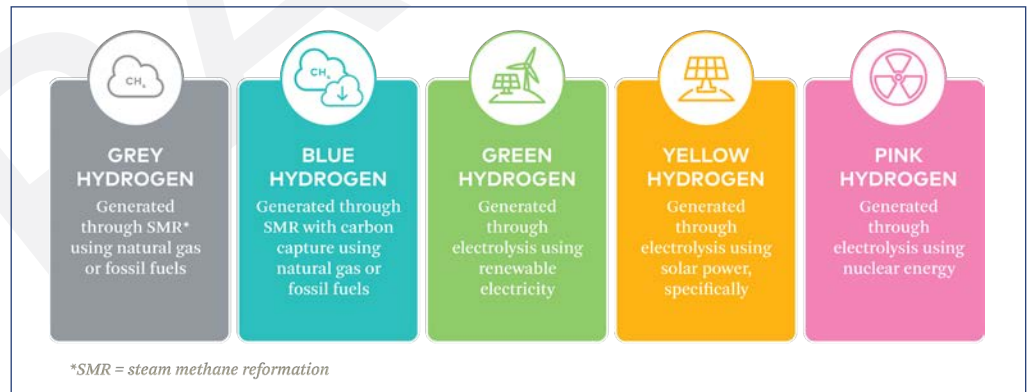 CH₄
GREY
HYDROGEN
Generated
through SMR*
using natural gas
or fossil fuels
CH₄
BLUE
HYDROGEN
Generated through
SMR with carbon
capture using
natural gas or
fossil fuels
GREEN
HYDROGEN
Generated
through
electrolysis using
renewable
electricity
YELLOW
HYDROGEN
Generated
through
electrolysis using
solar power,
specifically
PINK
HYDROGEN
Generated
through
electrolysis using
nuclear energy
*SMR = steam methane reformation